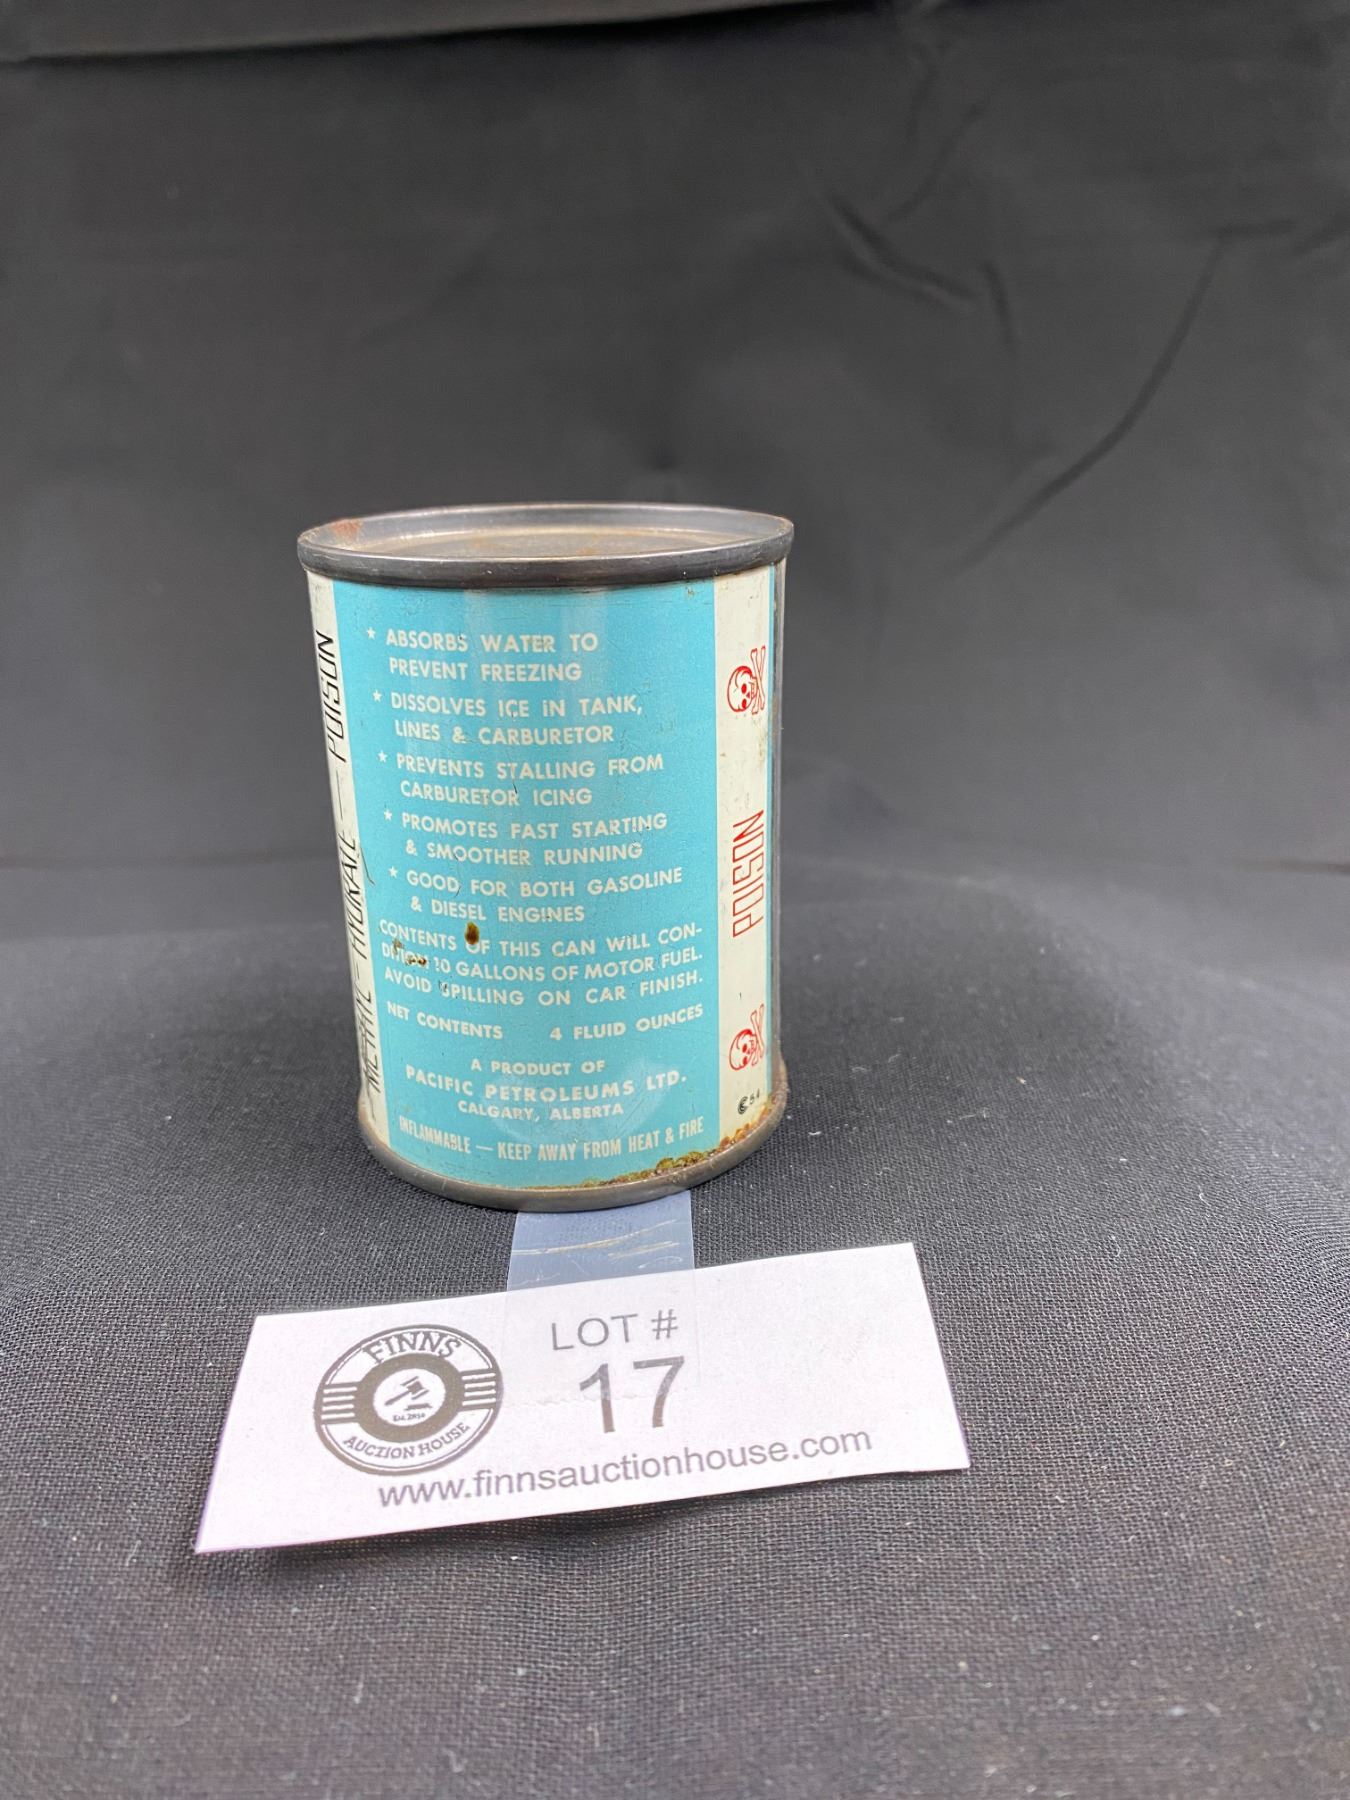 ★ ABSORBS WATER TO
PREVENT FREEZING
★ DISSOLVES ICE IN TANK,
LINES & CARBURETOR
★ PREVENTS STALLING FROM
CARBURETOR ICING
★ PROMOTES FAST STARTING
& SMOOTHER RUNNING
★ GOOD FOR BOTH GASOLINE
& DIESEL ENGINES
CONTENTS OF THIS CAN WILL CON-
10 GALLONS OF MOTOR FUEL.
AVOID SPILLING ON CAR FINISH.
NET CONTENTS 4 FLUID OUNCES
A PRODUCT OF
PACIFIC PETROLEUMS LTD.
CALGARY, ALBERTA
INFLAMMABLE — KEEP AWAY FROM HEAT & FIRE
— POISON
POISON
54
FINNS
AUCTION HOUSE
LOT #
17
www.finnsauctionhouse.com